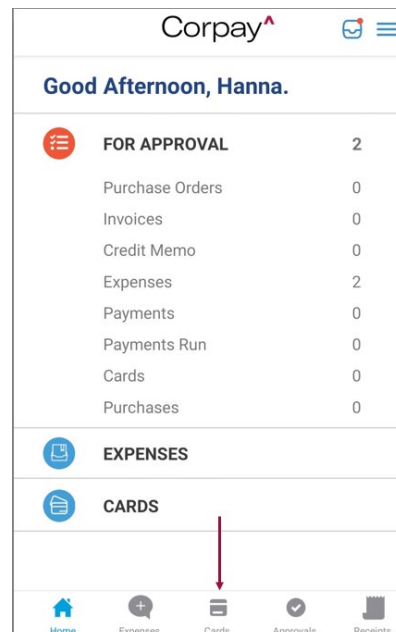 Corpay^
Good Afternoon, Hanna.
FOR APPROVAL 2
Purchase Orders 0
Invoices 0
Credit Memo 0
Expenses 2
Payments 0
Payments Run 0
Cards 0
Purchases 0
EXPENSES
CARDS
Home Expenses Cards Approvals Receipts